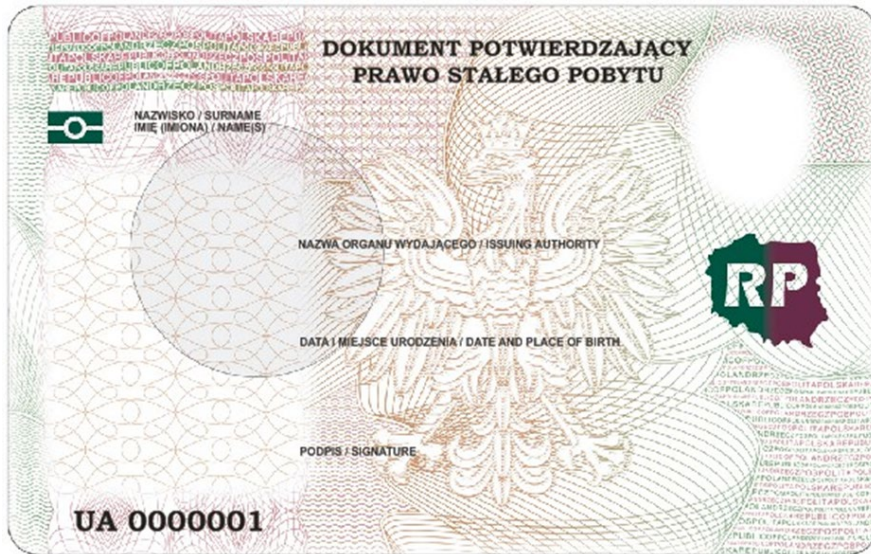 DOKUMENT POTWIERDZAJĄCY
PRAWO STAŁEGO POBYTU
NAZWISKO / SURNAME
IMIĘ (IMIONA) / NAME(S)
NAZWA ORGANU WYDAJĄCEGO / ISSUING AUTHORITY
RP
DATA I MIEJSCE URODZENIA / DATE AND PLACE OF BIRTH
PODPIS / SIGNATURE
UA 0000001